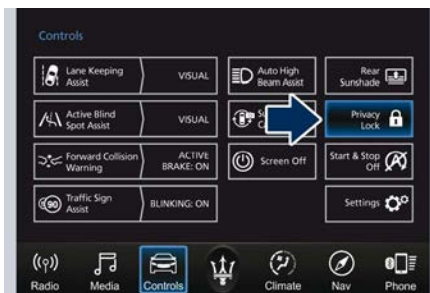 Controls
Lane Keeping
Assist
VISUAL
Auto High
Beam Assist
Rear
Sunshade
Active Blind
Spot Assist
VISUAL
Privacy
Lock
Forward Collision
Warning
ACTIVE
BRAKE: ON
Screen Off
Start & Stop
Off
90
Traffic Sign
Assist
BLINKING: ON
Settings
Radio
Media
Controls
Climate
Nav
Phone